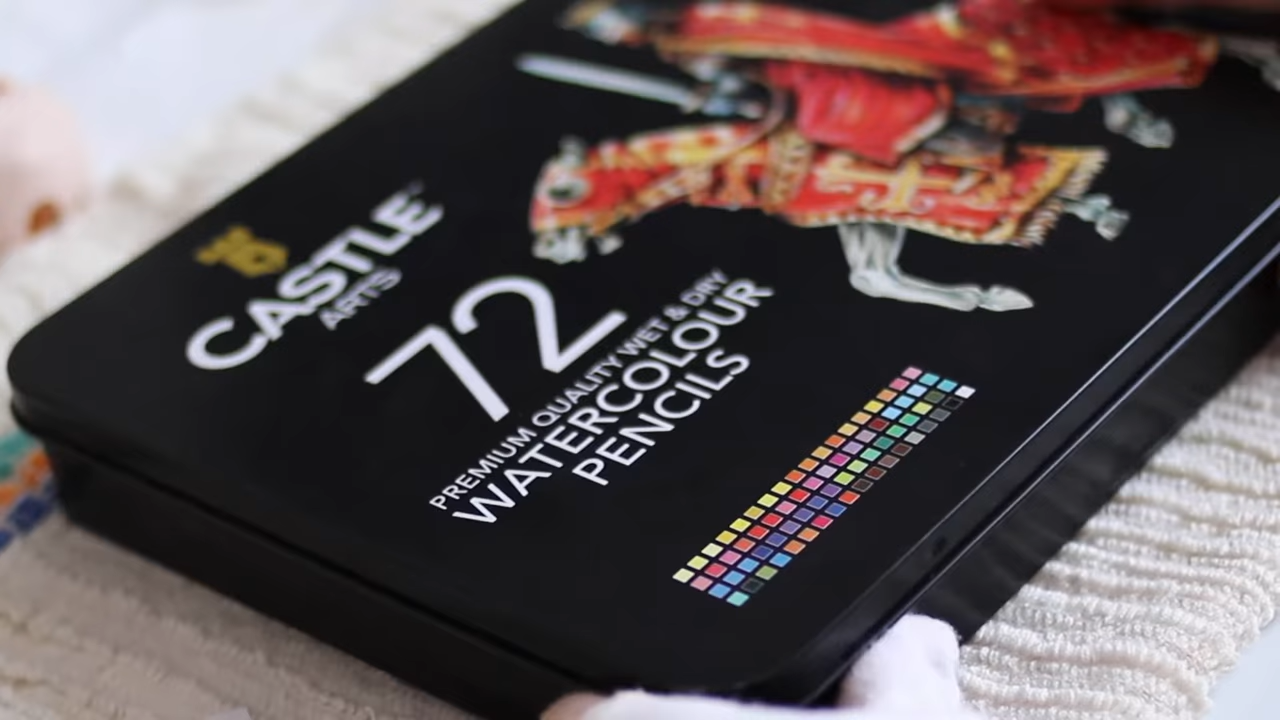 CASTLE
ARTS
72
PREMIUM QUALITY WET & DRY
WATERCOLOUR
PENCILS